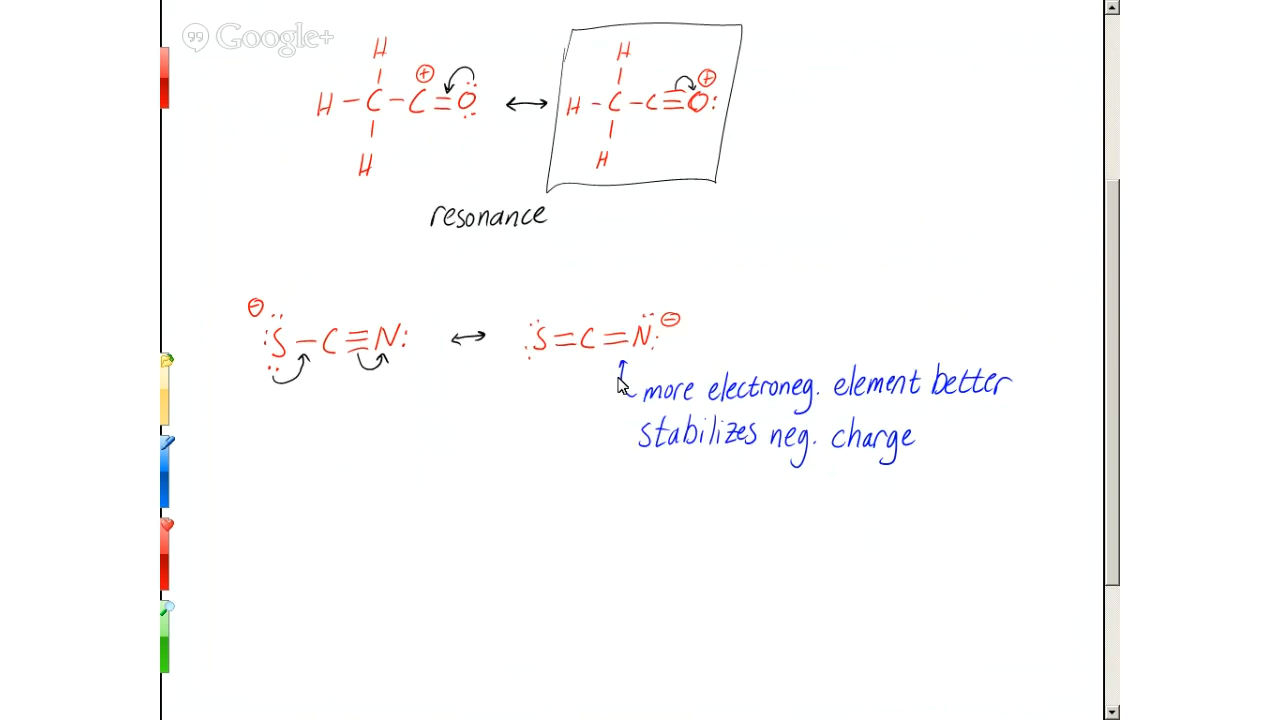 Google+
H H
H - C - C⊕ = Ö: ↔ H - C - C ≡ O⊕:
H H
resonance
⊖:S̈ - C ≡ N: ↔ :S̈ = C = N̈:⊖
more electroneg. element better
stabilizes neg. charge